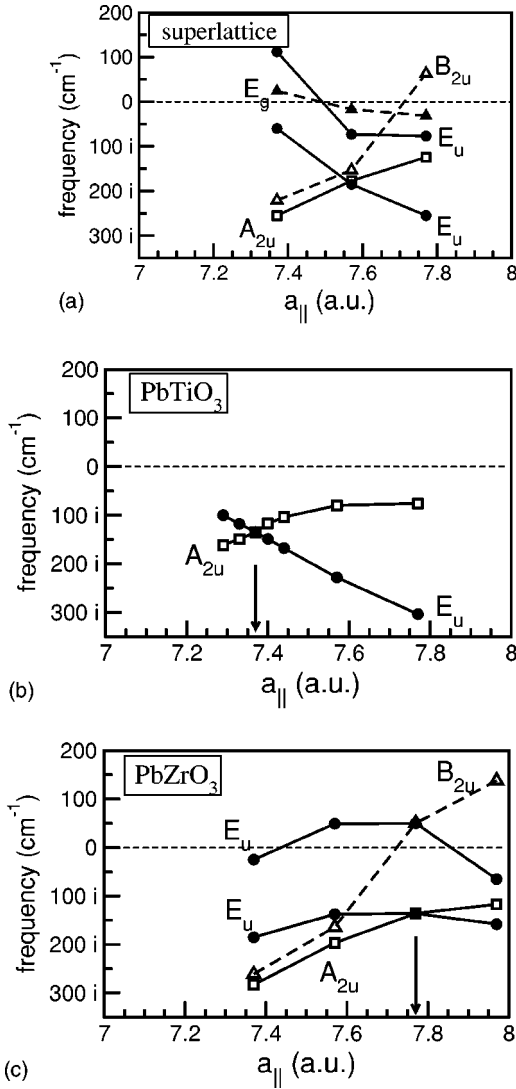 superlattice
200
100
0
100 i
200 i
300 i
frequency (cm-1)
B2u
Eg
Eu
A2u
Eu
7
7.2
7.4
7.6
7.8
8
(a)
a|| (a.u.)
PbTiO3
200
100
0
100 i
200 i
300 i
frequency (cm-1)
A2u
Eu
7
7.2
7.4
7.6
7.8
8
(b)
a|| (a.u.)
PbZrO3
200
100
0
100 i
200 i
300 i
frequency (cm-1)
B2u
Eu
Eu
A2u
7
7.2
7.4
7.6
7.8
8
(c)
a|| (a.u.)